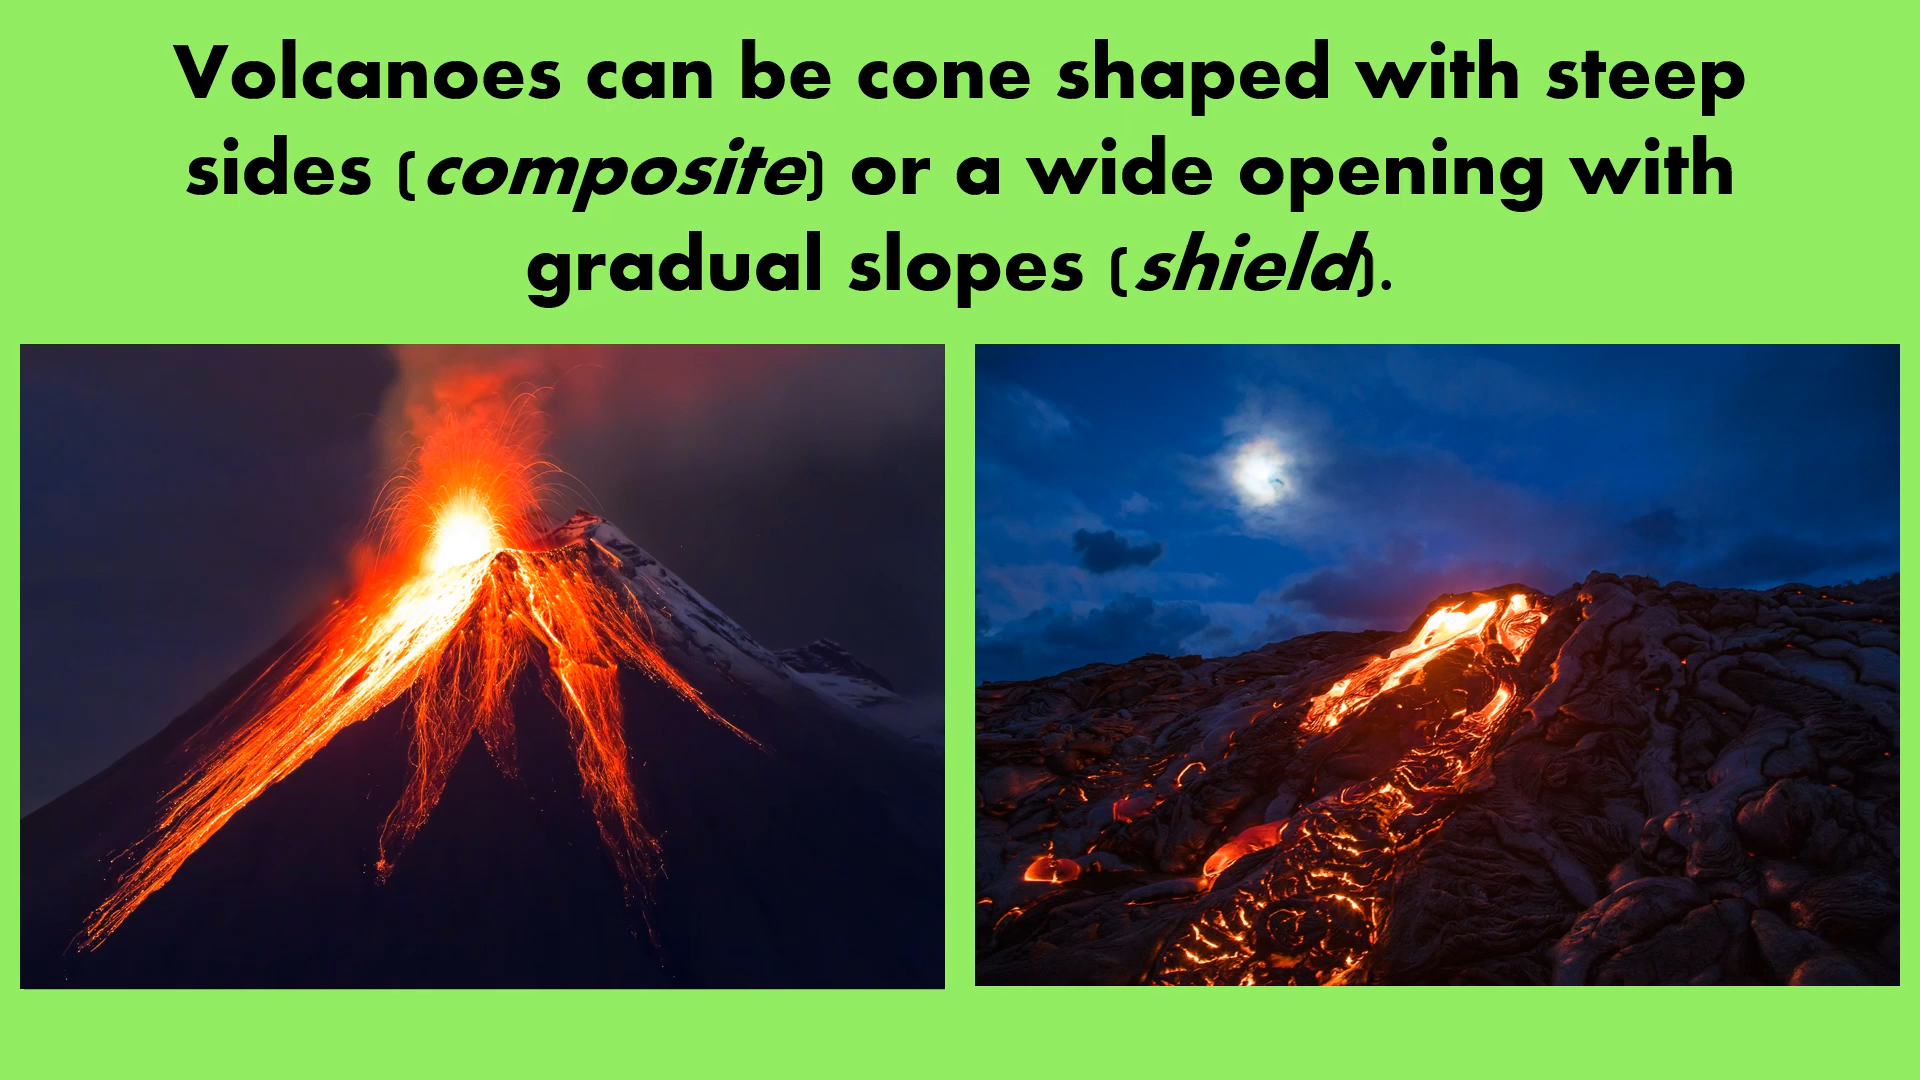 Volcanoes can be cone shaped with steep
sides (composite) or a wide opening with
gradual slopes (shield).